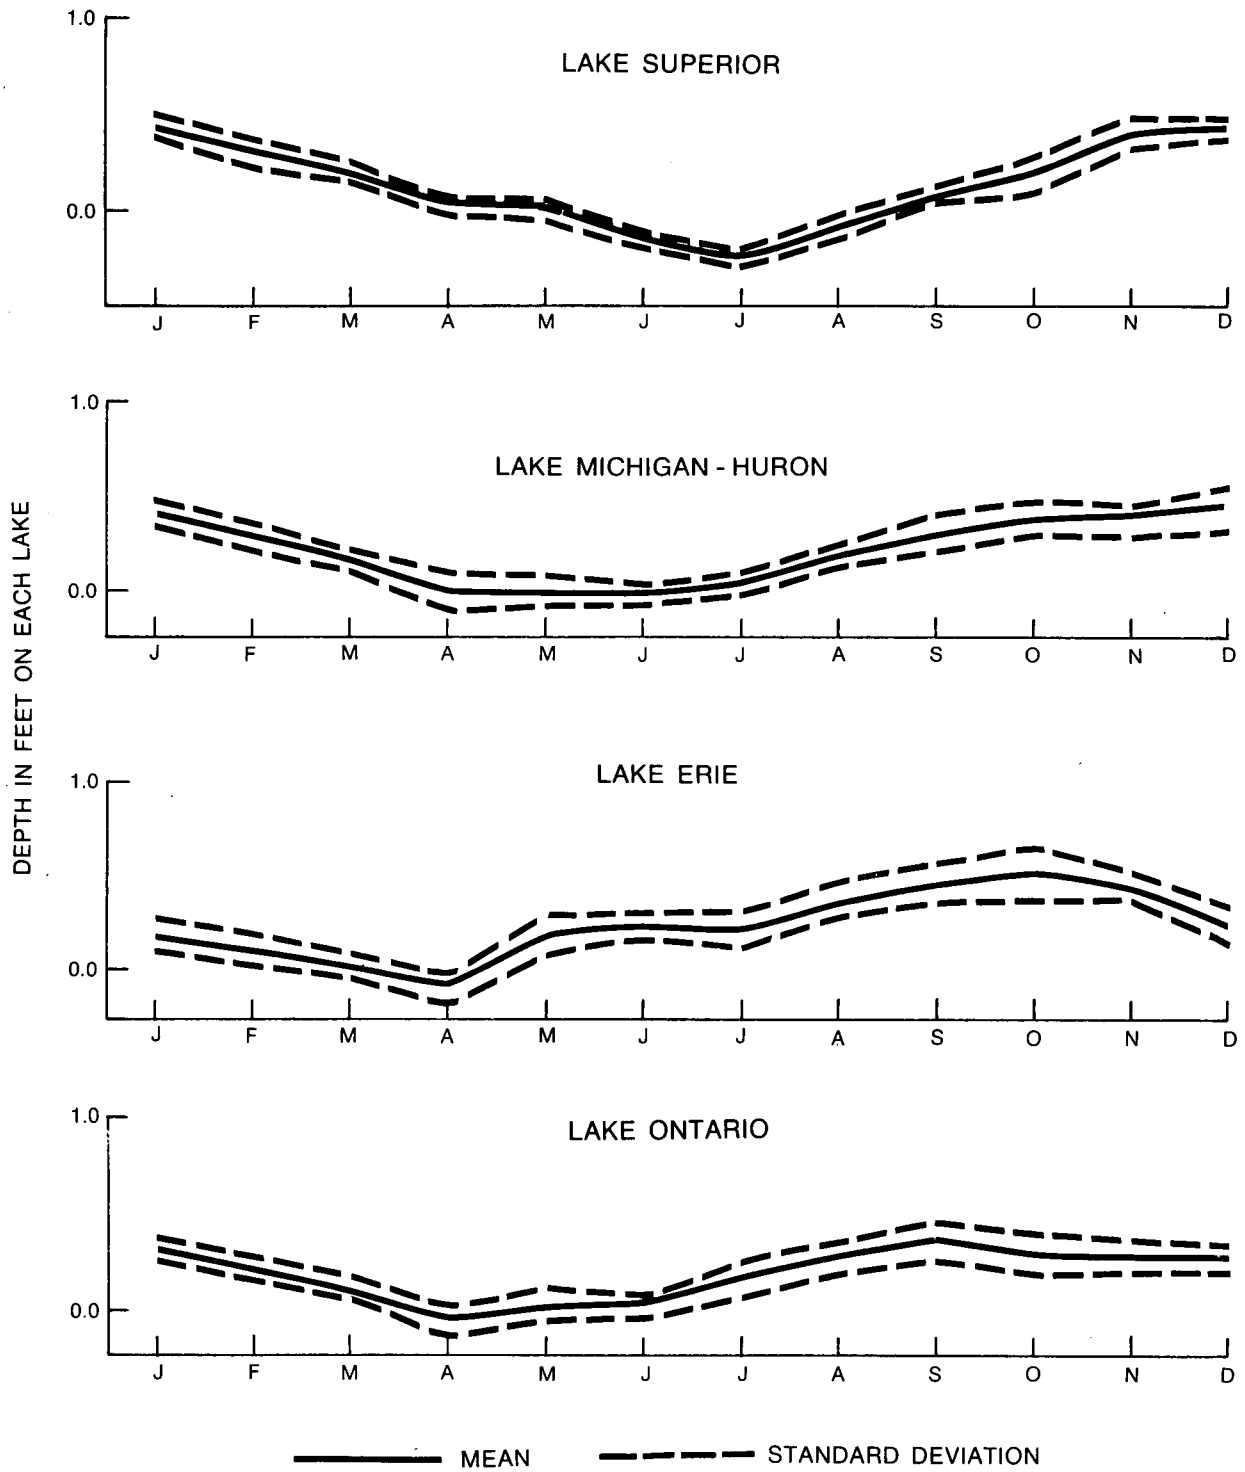 DEPTH IN FEET ON EACH LAKE
LAKE SUPERIOR
1.0
0.0
J F M A M J J A S O N D
LAKE MICHIGAN - HURON
1.0
0.0
J F M A M J J A S O N D
LAKE ERIE
1.0
0.0
J F M A M J J A S O N D
LAKE ONTARIO
1.0
0.0
J F M A M J J A S O N D
MEAN STANDARD DEVIATION